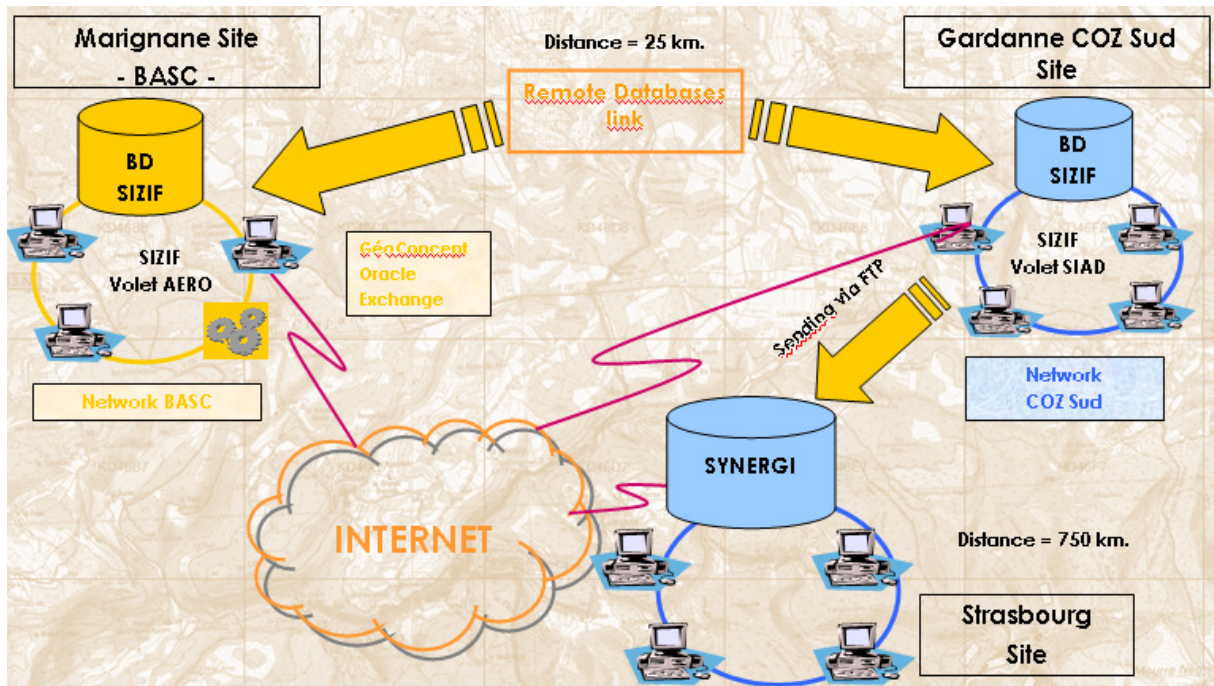 Marignane Site
- BASC -
Distance = 25 km.
Gardanne COZ Sud
Site
Remote Databases
link
BD
SIZIF
BD
SIZIF
SIZIF
Volet AERO
GéoConcept
Oracle
Exchange
SIZIF
Volet SIAD
Sending via FTP
Network BASC
Network
COZ Sud
SYNERGI
INTERNET
Distance = 750 km.
Strasbourg
Site